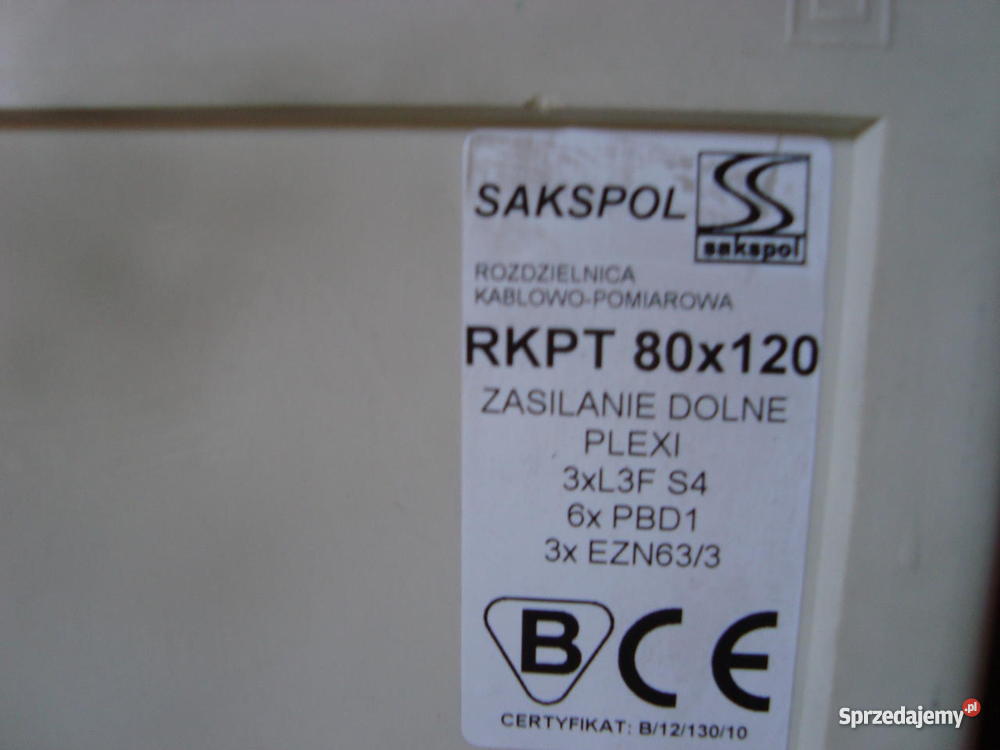 SAKSPOL
sakspol
ROZDZIELNICA
KABLOWO-POMIAROWA
RKPT 80x120
ZASILANIE DOLNE
PLEXI
3xL3F S4
6x PBD1
3x EZN63/3
B CE
CERTYFIKAT: B/12/130/10
Sprzedajemy.pl